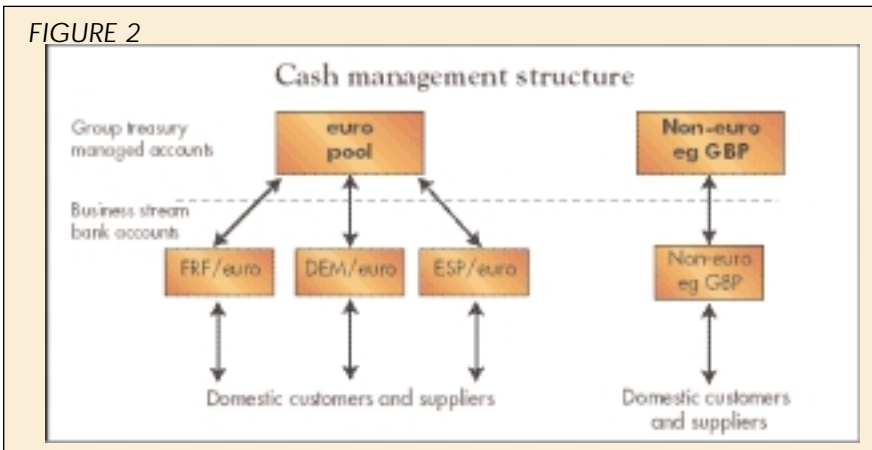 FIGURE 2
Cash management structure
Group treasury
managed accounts
euro
pool
Non-euro
eg GBP
Business stream
bank accounts
FRF/euro
DEM/euro
ESP/euro
Non-euro
eg GBP
Domestic customers and suppliers
Domestic customers
and suppliers